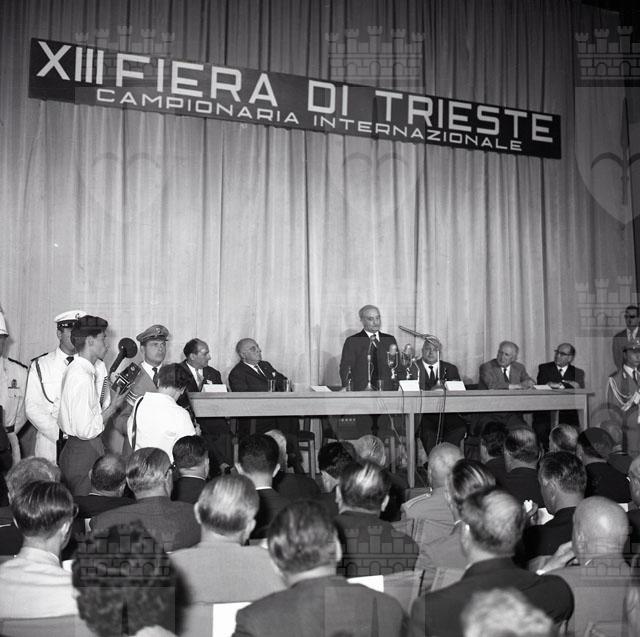 XIII FIERA DI TRIESTE
CAMPIONARIA INTERNAZIONALE